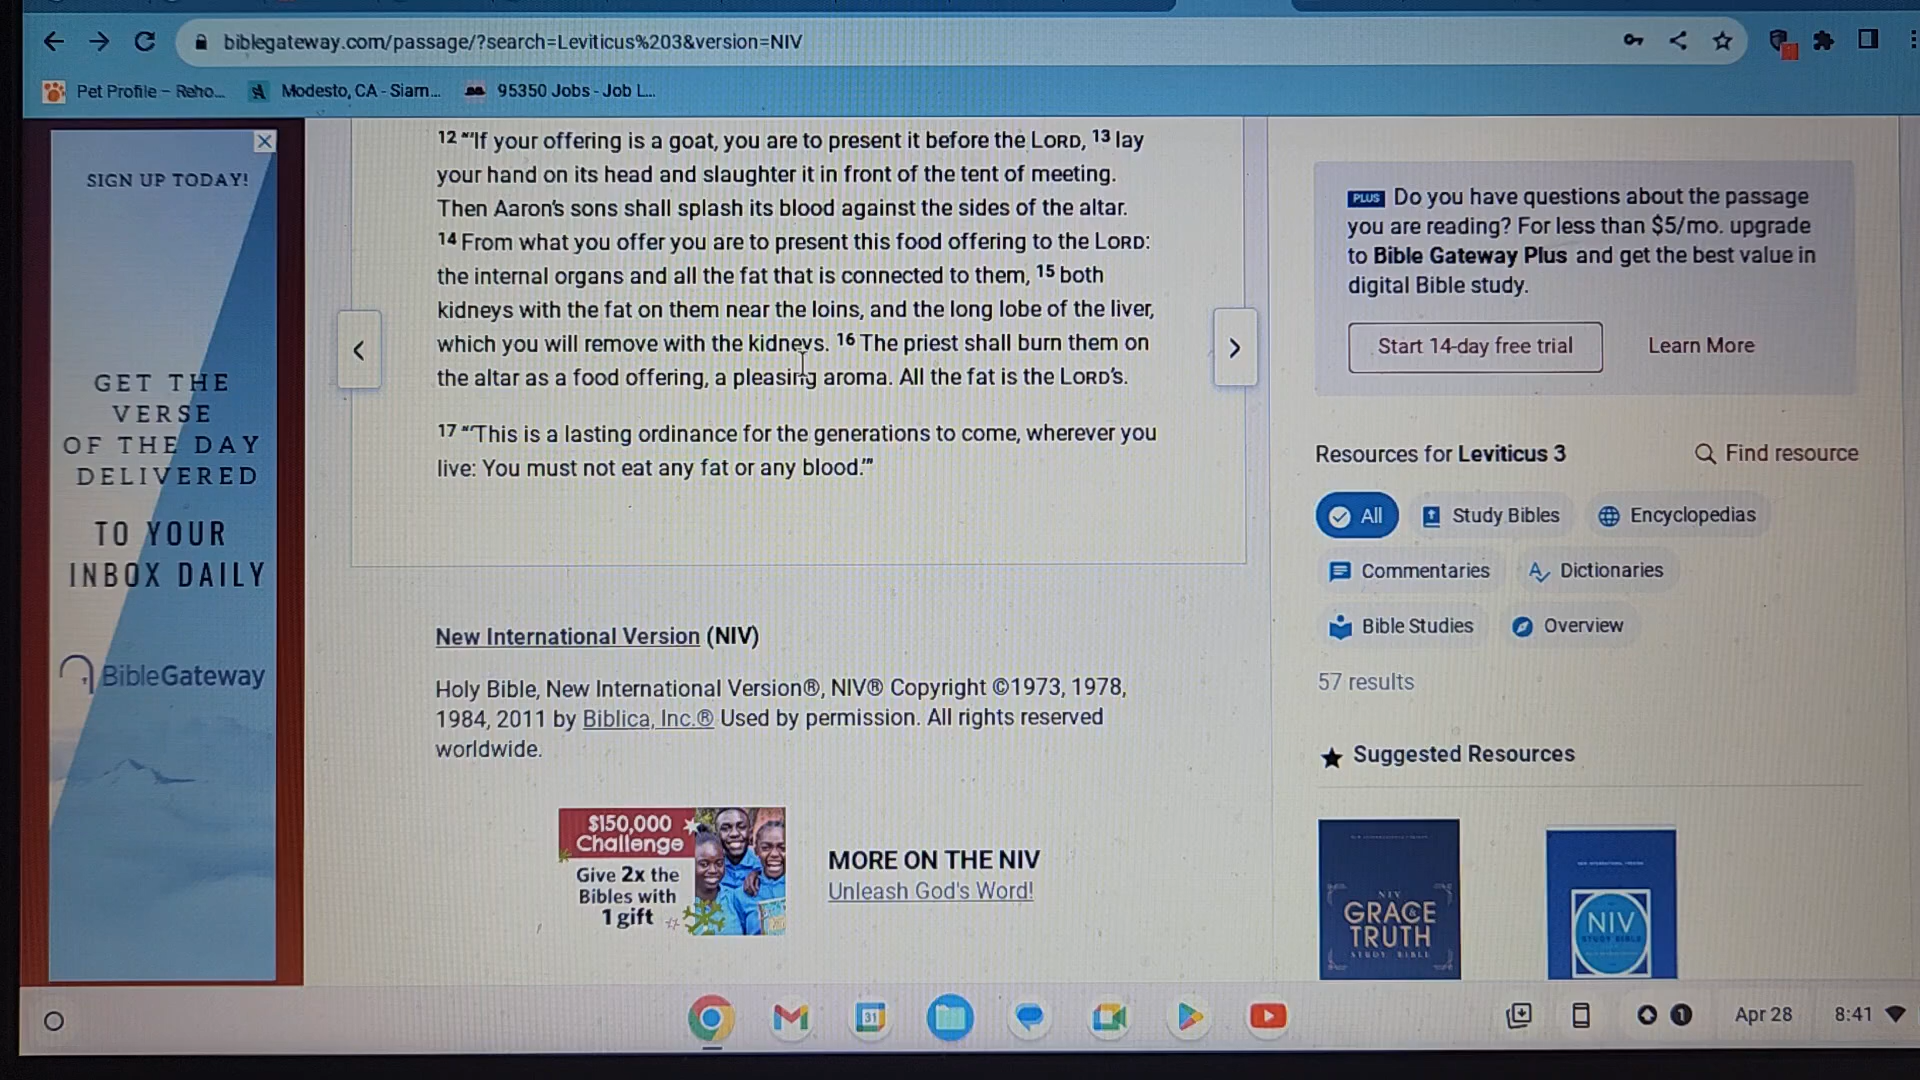 biblegateway.com/passage/?search=Leviticus%203&version=NIV
Pet Profile – Reho...
Modesto, CA - Siam...
95350 Jobs - Job L...
SIGN UP TODAY!
GET THE
VERSE
OF THE DAY
DELIVERED
TO YOUR
INBOX DAILY
BibleGateway
12 “‘If your offering is a goat, you are to present it before the LORD, 13 lay
your hand on its head and slaughter it in front of the tent of meeting.
Then Aaron’s sons shall splash its blood against the sides of the altar.
14 From what you offer you are to present this food offering to the LORD:
the internal organs and all the fat that is connected to them, 15 both
kidneys with the fat on them near the loins, and the long lobe of the liver,
which you will remove with the kidneys. 16 The priest shall burn them on
the altar as a food offering, a pleasing aroma. All the fat is the LORD’s.
17 “‘This is a lasting ordinance for the generations to come, wherever you
live: You must not eat any fat or any blood.’”
New International Version (NIV)
Holy Bible, New International Version®, NIV® Copyright ©1973, 1978,
1984, 2011 by Biblica, Inc.® Used by permission. All rights reserved
worldwide.
$150,000
Challenge
Give 2x the
Bibles with
1 gift
MORE ON THE NIV
Unleash God's Word!
PLUS Do you have questions about the passage
you are reading? For less than $5/mo. upgrade
to Bible Gateway Plus and get the best value in
digital Bible study.
Start 14-day free trial
Learn More
Resources for Leviticus 3
Find resource
All
Study Bibles
Encyclopedias
Commentaries
Dictionaries
Bible Studies
Overview
57 results
Suggested Resources
NIV
GRACE &
TRUTH
STUDY BIBLE
NIV
STUDY BIBLE
31
1
Apr 28
8:41